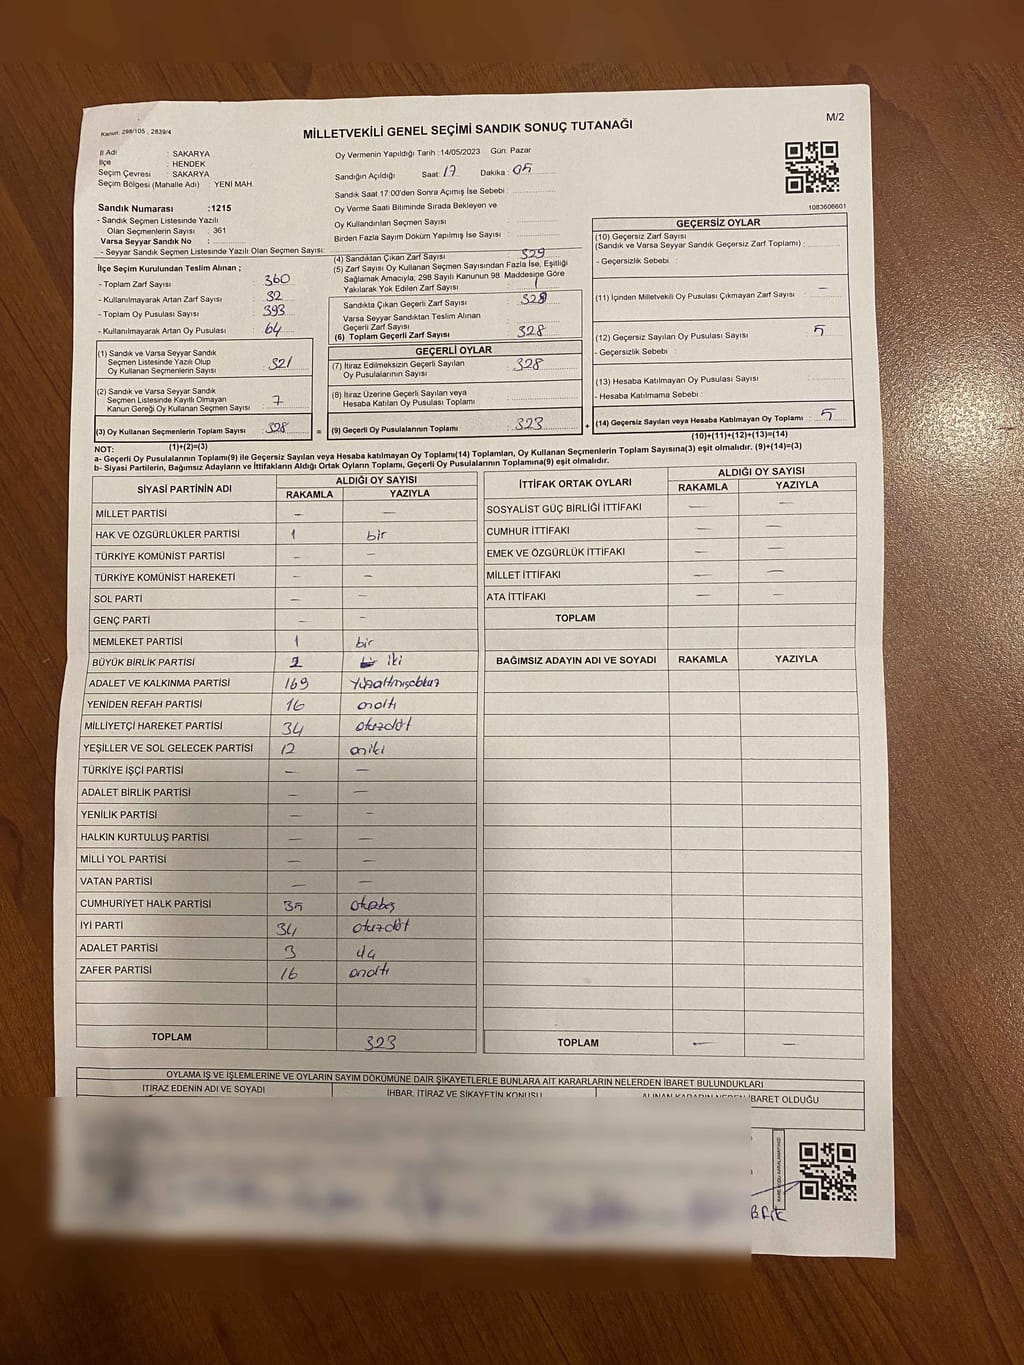 Kanun: 298/105 , 2839/4
MİLLETVEKİLİ GENEL SEÇİMİ SANDIK SONUÇ TUTANAĞI
M/2
İl Adı : SAKARYA
İlçe : HENDEK
Seçim Çevresi : SAKARYA
Seçim Bölgesi (Mahalle Adı) : YENİ MAH.
Sandık Numarası :1215
- Sandık Seçmen Listesinde Yazılı
Olan Seçmenlerin Sayısı : 361
Varsa Seyyar Sandık No :
- Seyyar Sandık Seçmen Listesinde Yazılı Olan Seçmen Sayısı:
İlçe Seçim Kurulundan Teslim Alınan ;
- Toplam Zarf Sayısı : 360
- Kullanılmayarak Artan Zarf Sayısı : 32
- Toplam Oy Pusulası Sayısı : 393
- Kullanılmayarak Artan Oy Pusulası : 64
(1) Sandık ve Varsa Seyyar Sandık
Seçmen Listesinde Yazılı Olup
Oy Kullanan Seçmenlerin Sayısı : 321
(2) Sandık ve Varsa Seyyar Sandık
Seçmen Listesinde Kayıtlı Olmayan
Kanun Gereği Oy Kullanan Seçmen Sayısı : 7
(3) Oy Kullanan Seçmenlerin Toplam Sayısı : 328
(1)+(2)=(3)
Oy Vermenin Yapıldığı Tarih :14/05/2023 Gün: Pazar
Sandığın Açıldığı Saat: 17 Dakika : 05
Sandık Saat 17:00'den Sonra Açımış İse Sebebi :
Oy Verme Saati Bitiminde Sırada Bekleyen ve
Oy Kullandırılan Seçmen Sayısı :
Birden Fazla Sayım Döküm Yapılmış İse Sayısı :
(4) Sandıktan Çıkan Zarf Sayısı : 329
(5) Zarf Sayısı Oy Kullanan Seçmen Sayısından Fazla İse, Eşitliği
Sağlamak Amacıyla; 298 Sayılı Kanunun 98. Maddesine Göre
Yakılarak Yok Edilen Zarf Sayısı : 1
Sandıkta Çıkan Geçerli Zarf Sayısı : 328
Varsa Seyyar Sandıktan Teslim Alınan
Geçerli Zarf Sayısı :
(6) Toplam Geçerli Zarf Sayısı : 328
GEÇERLİ OYLAR
(7) İtiraz Edilmeksizin Geçerli Sayılan
Oy Pusulalarının Sayısı : 328
(8) İtiraz Üzerine Geçerli Sayılan veya
Hesaba Katılan Oy Pusulası Toplamı :
= (9) Geçerli Oy Pusulalarının Toplamı : 323 +
1083606601
GEÇERSİZ OYLAR
(10) Geçersiz Zarf Sayısı
(Sandık ve Varsa Seyyar Sandık Geçersiz Zarf Toplamı) :
- Geçersizlik Sebebi :
(11) İçinden Milletvekili Oy Pusulası Çıkmayan Zarf Sayısı —
(12) Geçersiz Sayılan Oy Pusulası Sayısı : 5
- Geçersizlik Sebebi :
(13) Hesaba Katılmayan Oy Pusulası Sayısı :
- Hesaba Katılmama Sebebi :
(14) Geçersiz Sayılan veya Hesaba Katılmayan Oy Toplamı : 5
(10)+(11)+(12)+(13)=(14)
NOT:
a- Geçerli Oy Pusulalarının Toplamı(9) ile Geçersiz Sayılan veya Hesaba Katılmayan Oy Toplamı(14) Toplamları, Oy Kullanan Seçmenlerin Toplam Sayısına(3) eşit olmalıdır. (9)+(14)=(3)
b- Siyasi Partilerin, Bağımsız Adayların ve İttifakların Aldığı Ortak Oyların Toplamı, Geçerli Oy Pusulalarının Toplamına(9) eşit olmalıdır.
SİYASİ PARTİNİN ADI ALDIĞI OY SAYISI
RAKAMLA YAZIYLA
MİLLET PARTİSİ — —
HAK VE ÖZGÜRLÜKLER PARTİSİ 1 bir
TÜRKİYE KOMÜNİST PARTİSİ — —
TÜRKİYE KOMÜNİST HAREKETİ — —
SOL PARTİ — —
GENÇ PARTİ — —
MEMLEKET PARTİSİ 1 bir
BÜYÜK BİRLİK PARTİSİ 2 iki
ADALET VE KALKINMA PARTİSİ 169 yüzaltmışdokuz
YENİDEN REFAH PARTİSİ 16 onaltı
MİLLİYETÇİ HAREKET PARTİSİ 34 otuzdört
YEŞİLLER VE SOL GELECEK PARTİSİ 12 oniki
TÜRKİYE İŞÇİ PARTİSİ — —
ADALET BİRLİK PARTİSİ — —
YENİLİK PARTİSİ — —
HALKIN KURTULUŞ PARTİSİ — —
MİLLİ YOL PARTİSİ — —
VATAN PARTİSİ — —
CUMHURİYET HALK PARTİSİ 35 otuzbeş
İYİ PARTİ 34 otuzdört
ADALET PARTİSİ 3 üç
ZAFER PARTİSİ 16 onaltı
TOPLAM 323
İTTİFAK ORTAK OYLARI ALDIĞI OY SAYISI
RAKAMLA YAZIYLA
SOSYALİST GÜÇ BİRLİĞİ İTTİFAKI — —
CUMHUR İTTİFAKI — —
EMEK VE ÖZGÜRLÜK İTTİFAKI — —
MİLLET İTTİFAKI — —
ATA İTTİFAKI — —
TOPLAM
BAĞIMSIZ ADAYIN ADI VE SOYADI RAKAMLA YAZIYLA
TOPLAM — —
OYLAMA İŞ VE İŞLEMLERİNE VE OYLARIN SAYIM DÖKÜMÜNE DAİR ŞİKAYETLERLE BUNLARA AİT KARARLARIN NELERDEN İBARET BULUNDUKLARI
İTİRAZ EDENİN ADI VE SOYADI
İHBAR, İTİRAZ VE ŞİKAYETİN KONUSU
ALINAN KARARIN NEDEN İBARET OLDUĞU